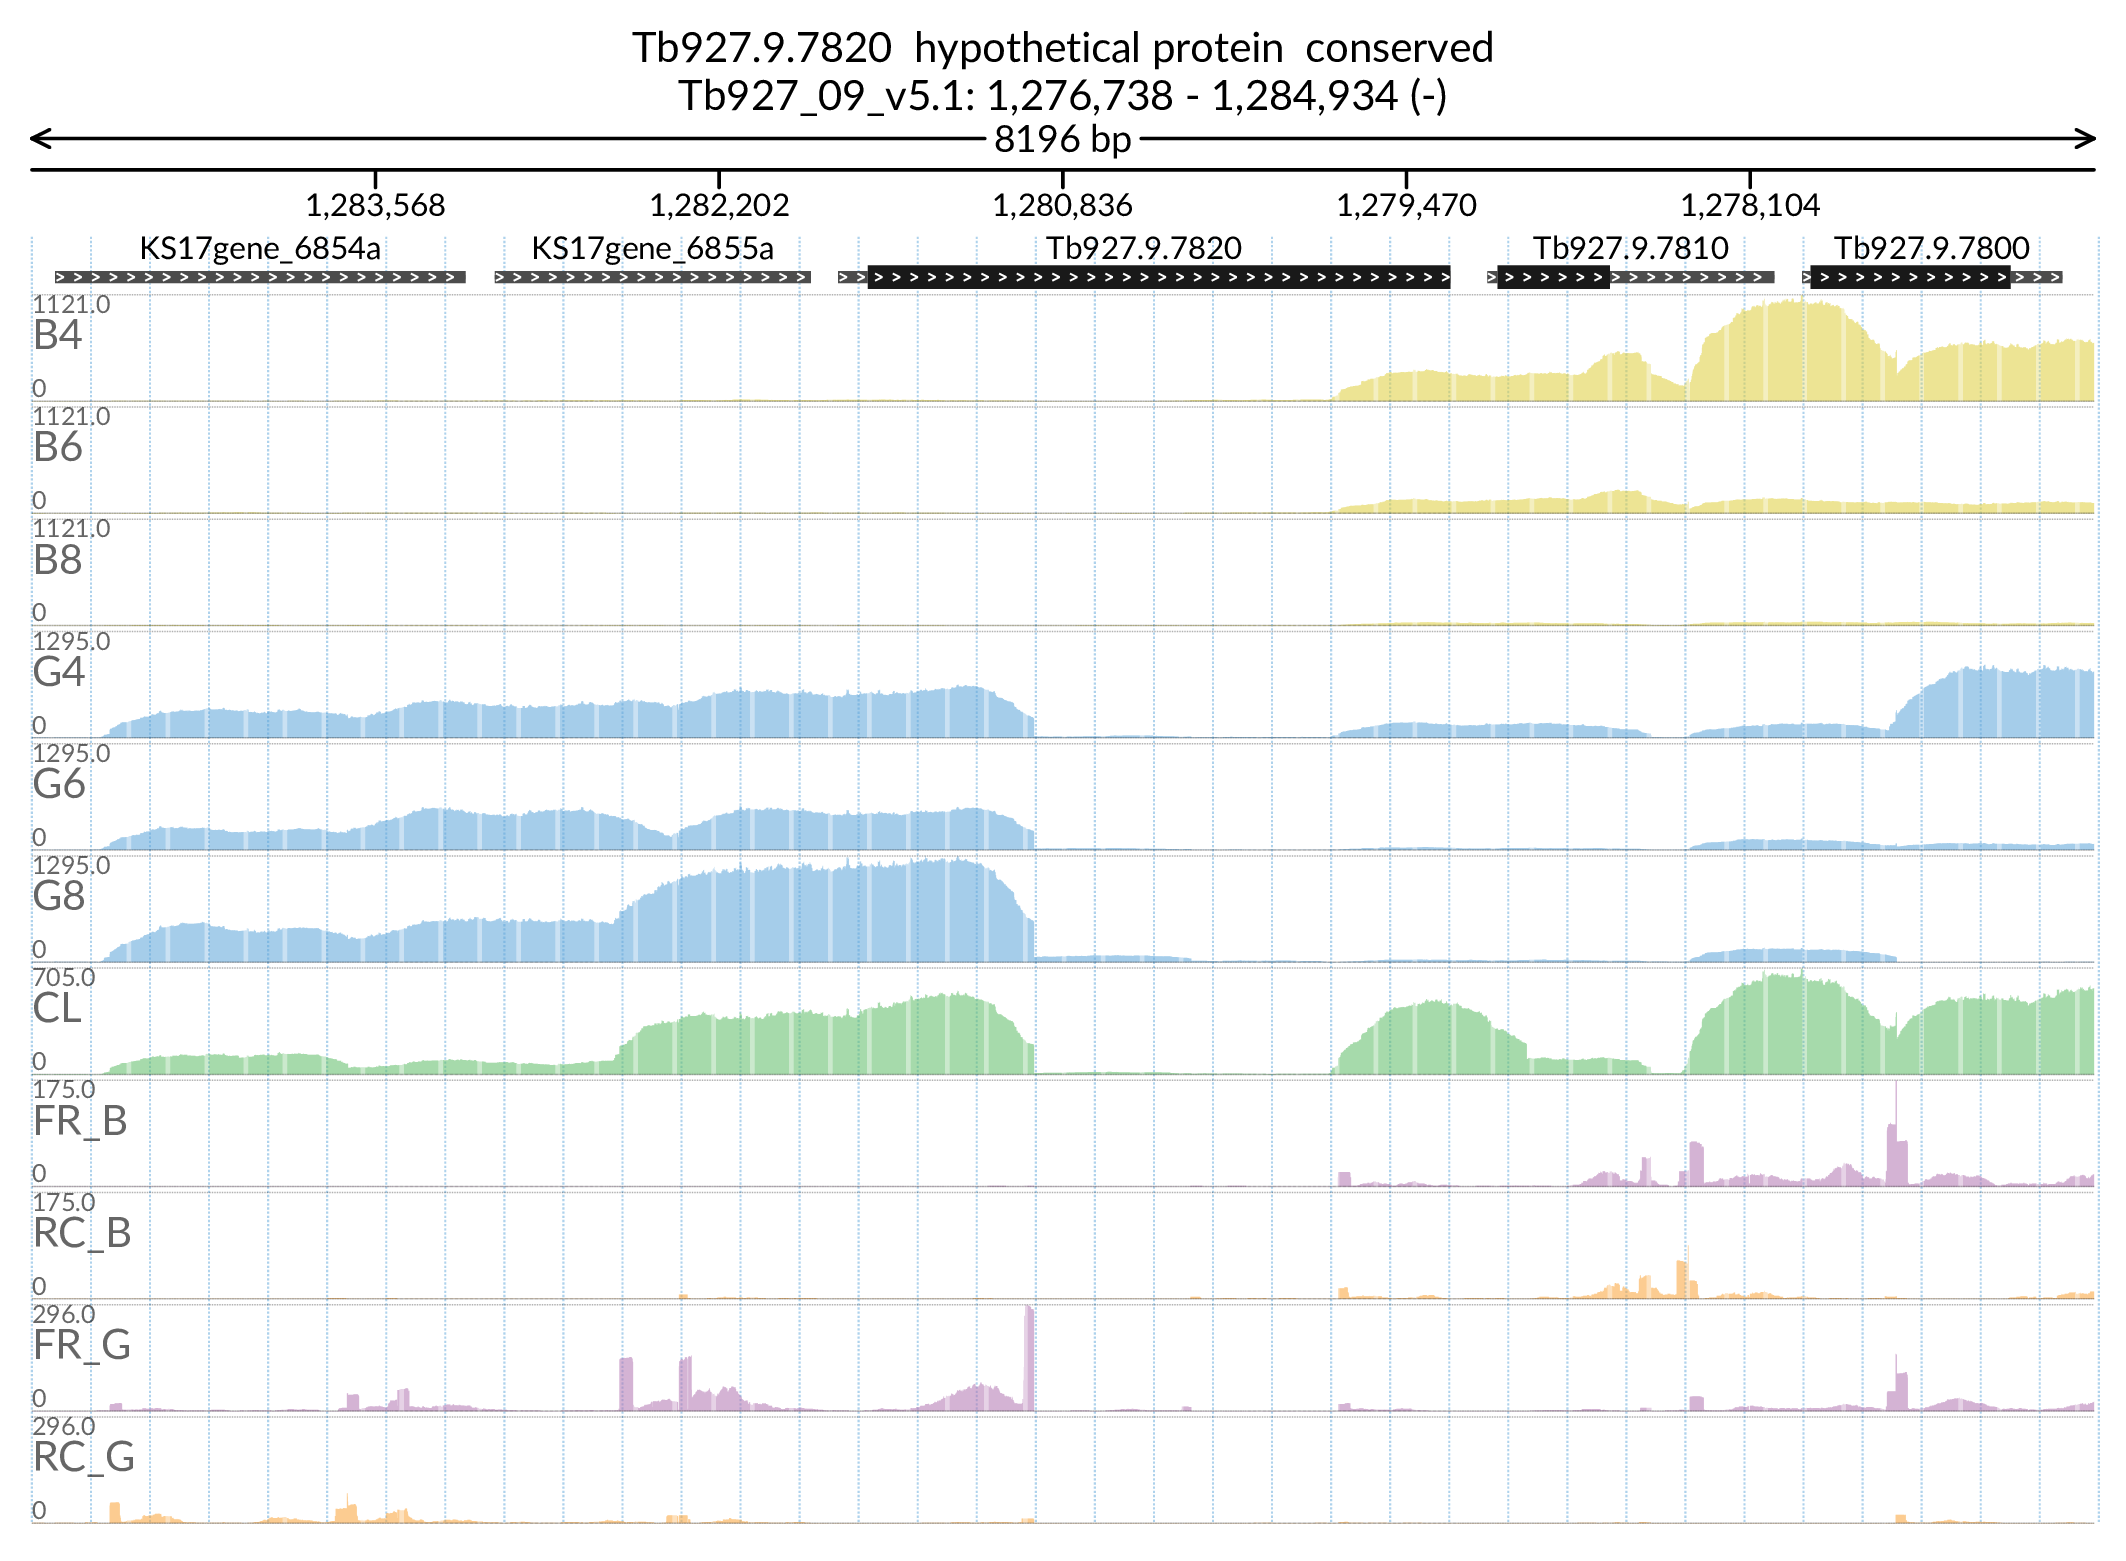 Tb927.9.7820  hypothetical protein  conserved
Tb927_09_v5.1: 1,276,738 - 1,284,934 (-)
8196 bp
1,283,568 1,282,202 1,280,836 1,279,470 1,278,104
KS17gene_6854a KS17gene_6855a Tb927.9.7820 Tb927.9.7810 Tb927.9.7800
1121.0
B4
0
1121.0
B6
0
1121.0
B8
0
1295.0
G4
0
1295.0
G6
0
1295.0
G8
0
705.0
CL
0
175.0
FR_B
0
175.0
RC_B
0
296.0
FR_G
0
296.0
RC_G
0